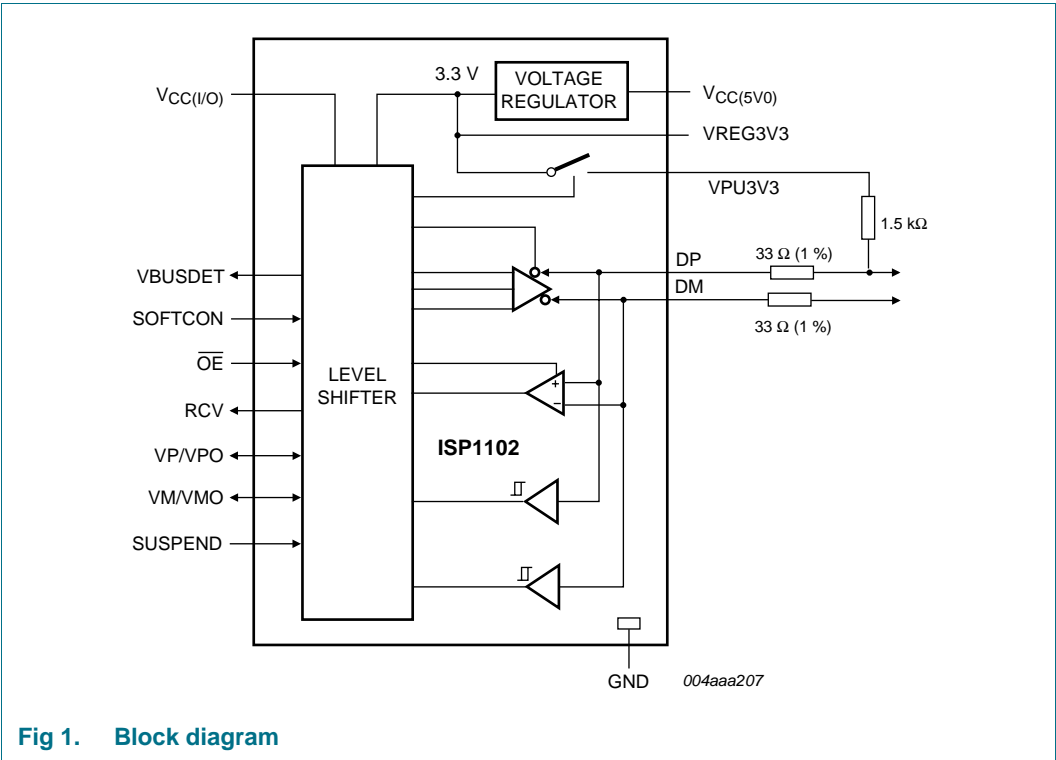 3.3 V
VOLTAGE
REGULATOR
VCC(I/O)
VCC(5V0)
VREG3V3
VPU3V3
1.5 kΩ
33 Ω (1 %)
DP
DM
33 Ω (1 %)
VBUSDET
SOFTCON
OE
RCV
VP/VPO
VM/VMO
SUSPEND
LEVEL
SHIFTER
+
−
ISP1102
GND
004aaa207
Fig 1. Block diagram